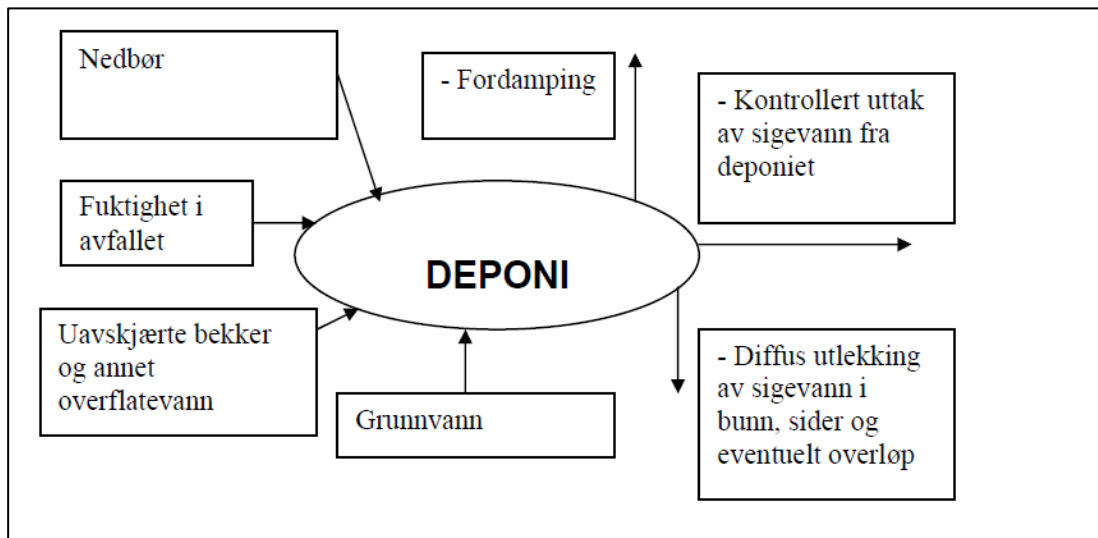 Nedbør
- Fordamping
- Kontrollert uttak
av sigevann fra
deponiet
Fuktighet i
avfallet
DEPONI
Uavskjærte bekker
og annet
overflatevann
Grunnvann
- Diffus utlekking
av sigevann i
bunn, sider og
eventuelt overløp